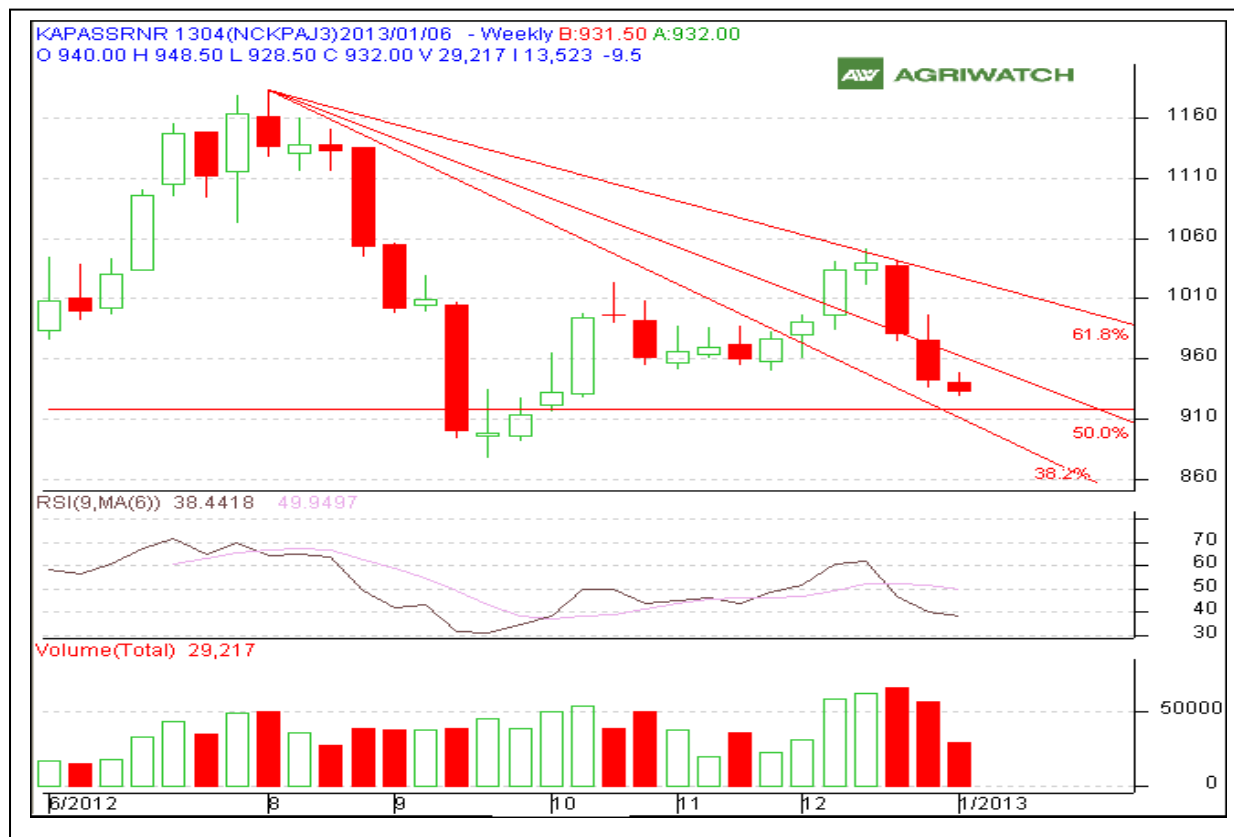 KAPASSRNR 1304(NCKPAJ3)2013/01/06 - Weekly B:931.50 A:932.00
O 940.00 H 948.50 L 928.50 C 932.00 V 29,217 I 13,523 -9.5
AW AGRIWATCH
1160
1110
1060
1010
61.8%
960
910
50.0%
38.2%
860
RSI(9,MA(6)) 38.4418 49.9497
70
60
50
40
30
Volume(Total) 29,217
50000
0
6/2012 8 9 10 11 12 1/2013